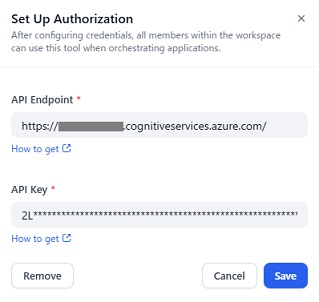 Set Up Authorization
After configuring credentials, all members within the workspace
can use this tool when orchestrating applications.
API Endpoint *
https://.cognitiveservices.azure.com/
How to get
API Key *
2L**********************************************************
How to get
Remove
Cancel
Save